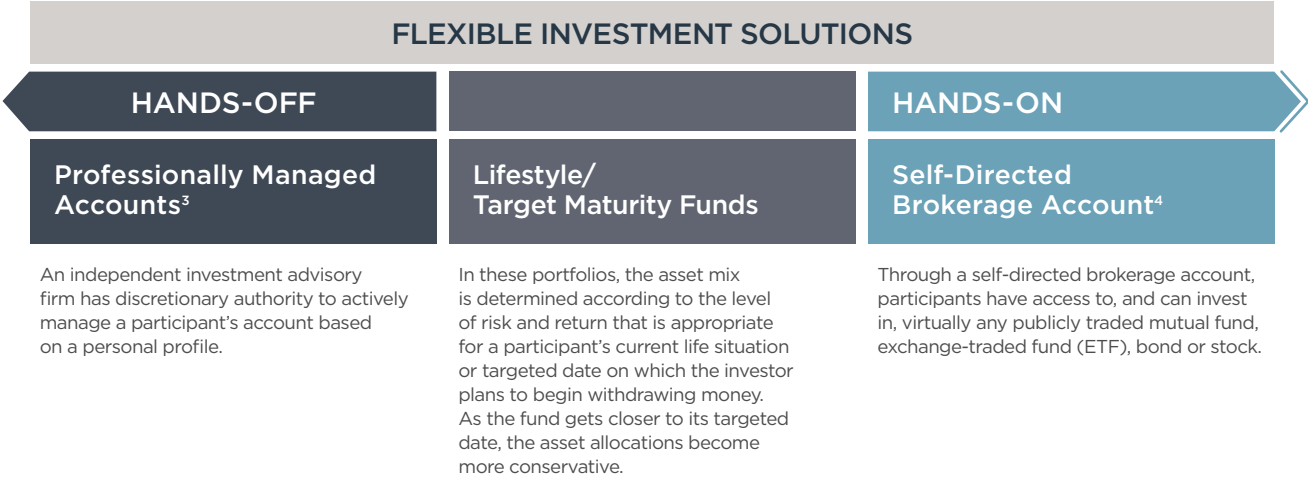 FLEXIBLE INVESTMENT SOLUTIONS
HANDS-OFF
HANDS-ON
Professionally Managed
Accounts³
Lifestyle/
Target Maturity Funds
Self-Directed
Brokerage Account⁴
An independent investment advisory
firm has discretionary authority to actively
manage a participant’s account based
on a personal profile.
In these portfolios, the asset mix
is determined according to the level
of risk and return that is appropriate
for a participant’s current life situation
or targeted date on which the investor
plans to begin withdrawing money.
As the fund gets closer to its targeted
date, the asset allocations become
more conservative.
Through a self-directed brokerage account,
participants have access to, and can invest
in, virtually any publicly traded mutual fund,
exchange-traded fund (ETF), bond or stock.